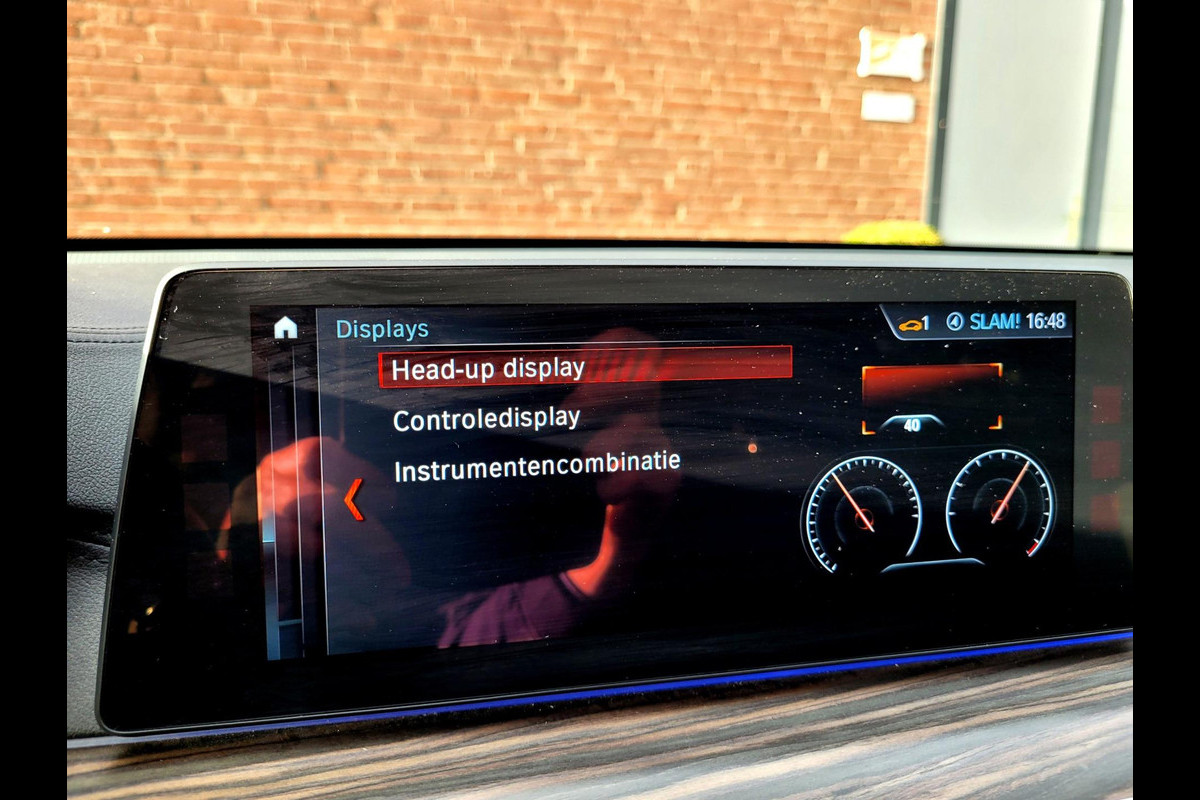 Displays
1 SLAM! 16:48
Head-up display
Controledisplay
Instrumentencombinatie
40